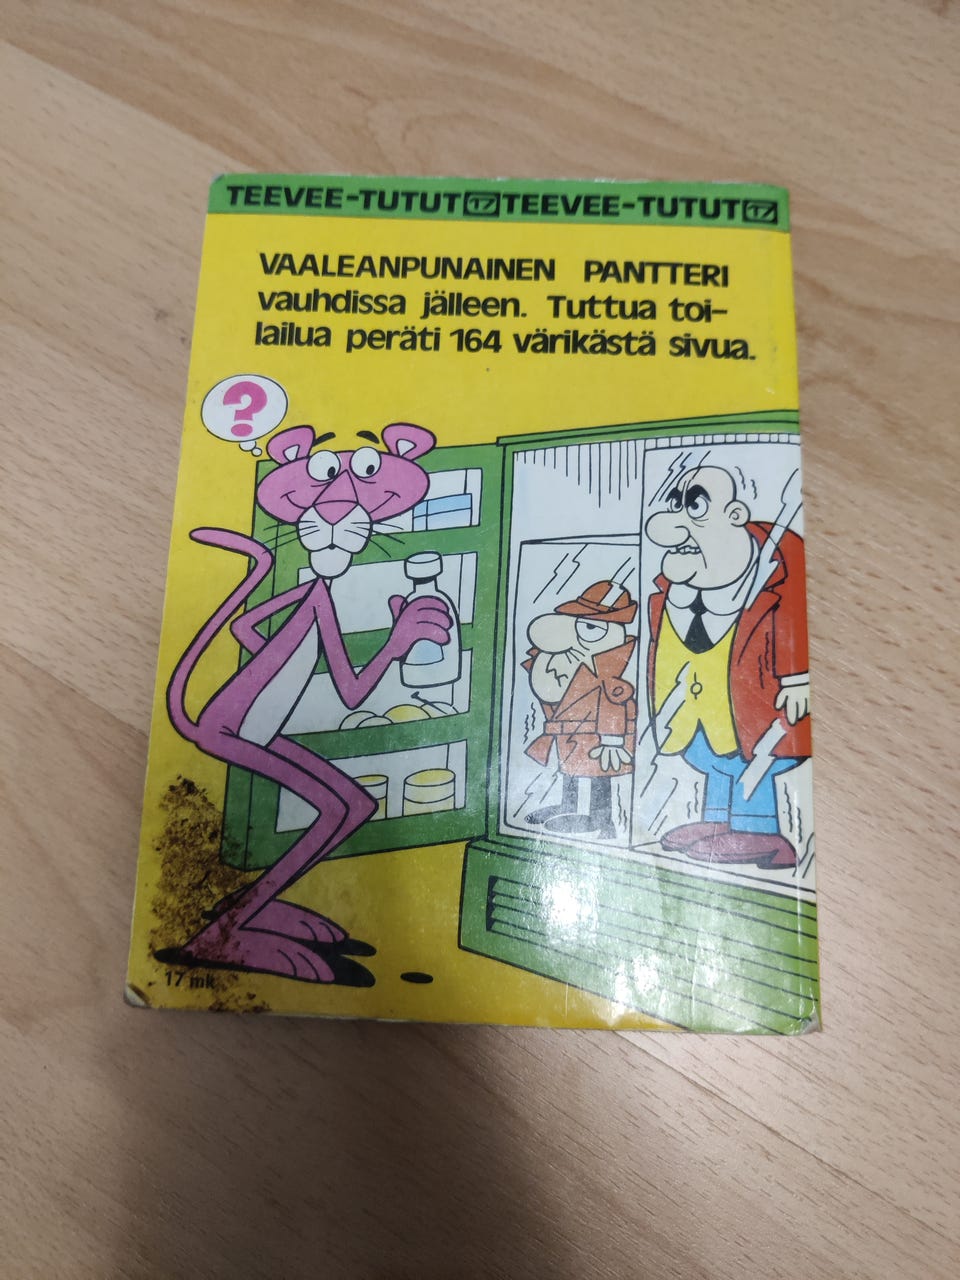 TEEVEE-TUTUT 17 TEEVEE-TUTUT 17
VAALEANPUNAINEN PANTTERI
vauhdissa jälleen. Tuttua toi-
lailua peräti 164 värikästä sivua.
?
17 mk